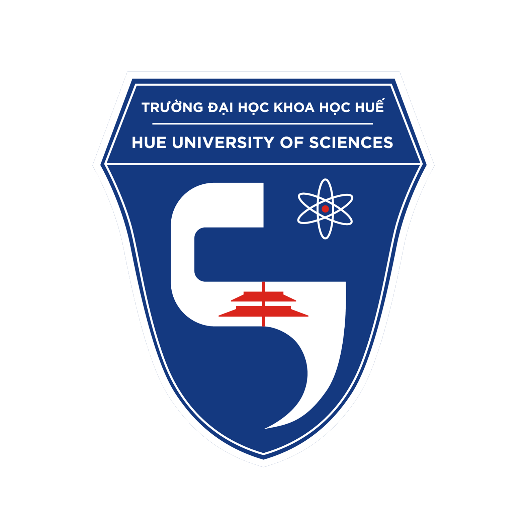 TRƯỜNG ĐẠI HỌC KHOA HỌC HUẾ
HUE UNIVERSITY OF SCIENCES